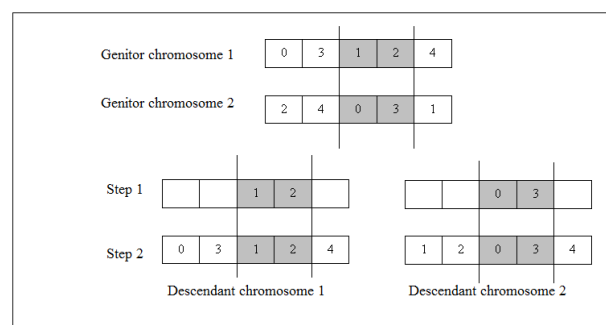 Genitor chromosome 1 0 3 1 2 4
Genitor chromosome 2 2 4 0 3 1
Step 1 1 2 0 3
Step 2 0 3 1 2 4 1 2 0 3 4
Descendant chromosome 1 Descendant chromosome 2